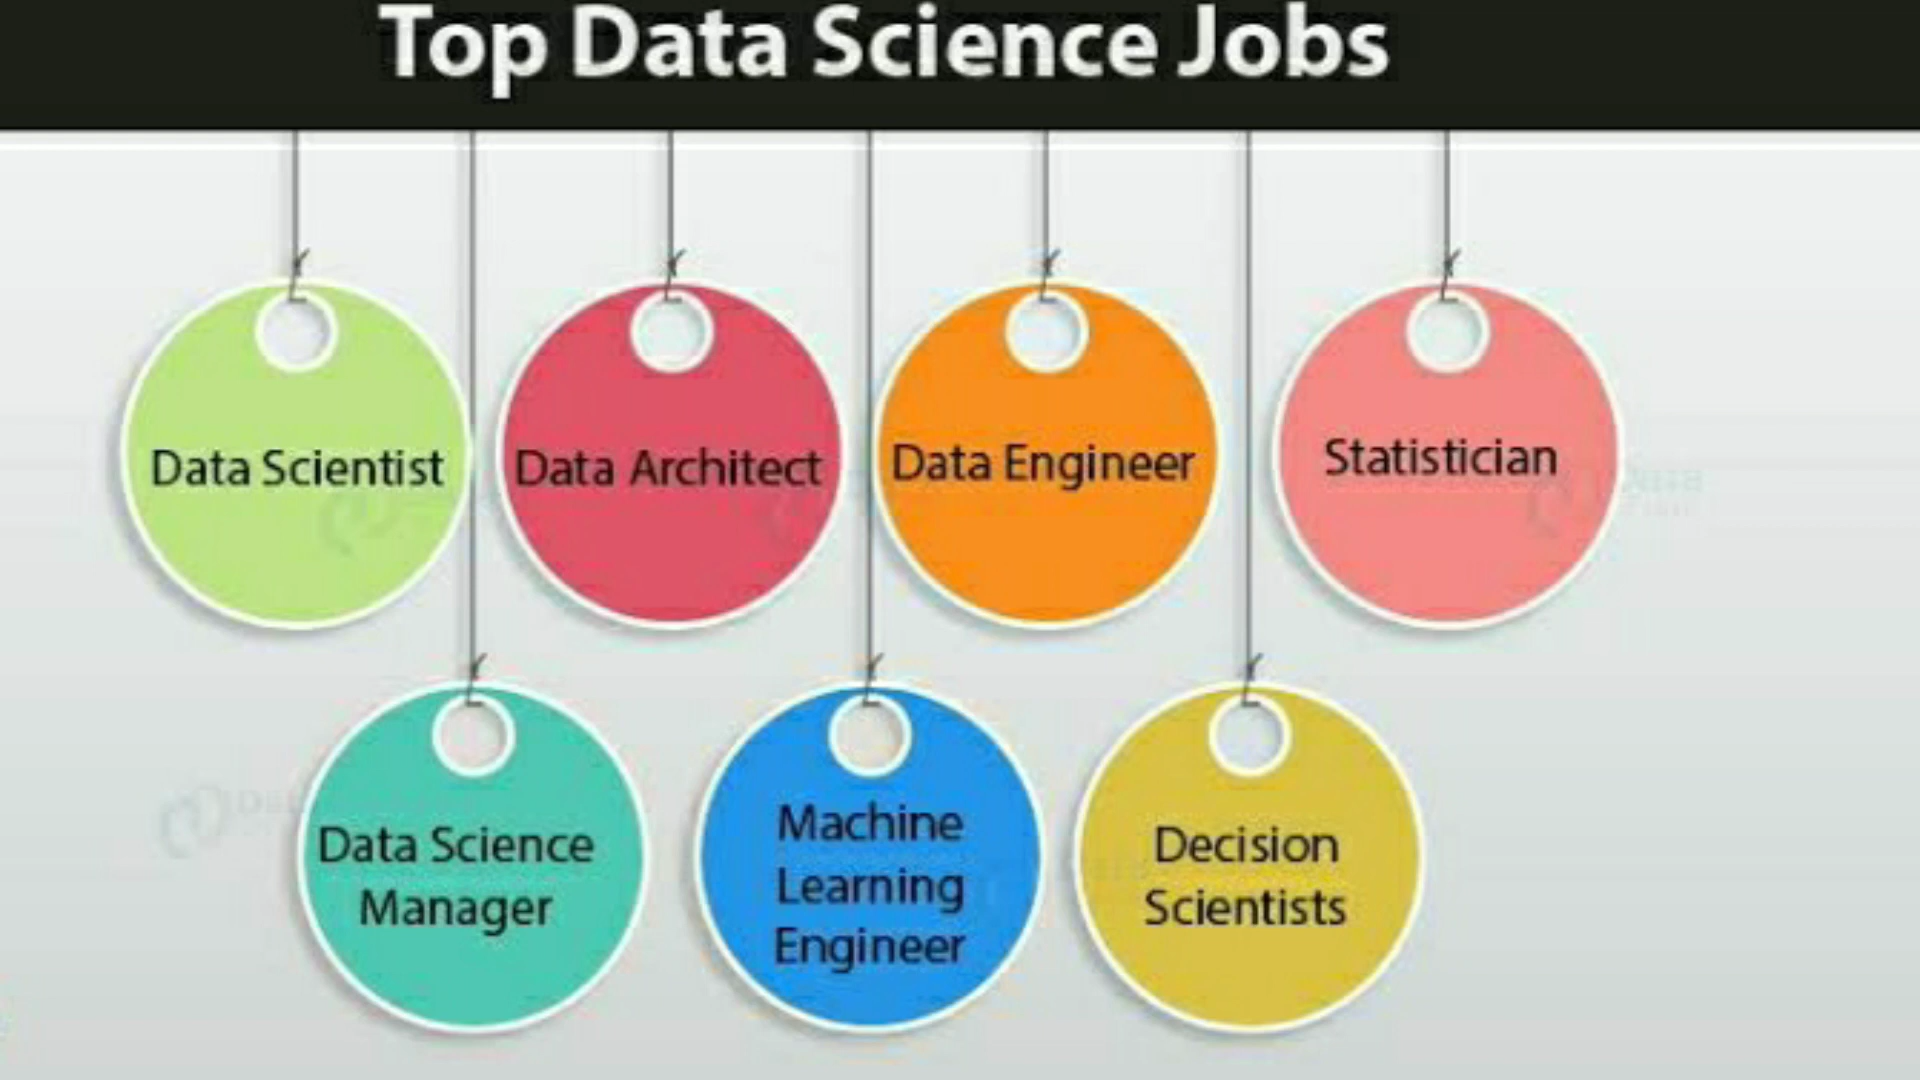 Top Data Science Jobs
Data Scientist
Data Architect
Data Engineer
Statistician
Data Science
Manager
Machine
Learning
Engineer
Decision
Scientists